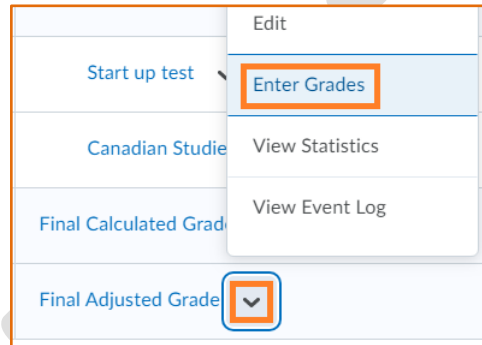 Edit
Start up test
Enter Grades
Canadian Studie
View Statistics
View Event Log
Final Calculated Grad
Final Adjusted Grade